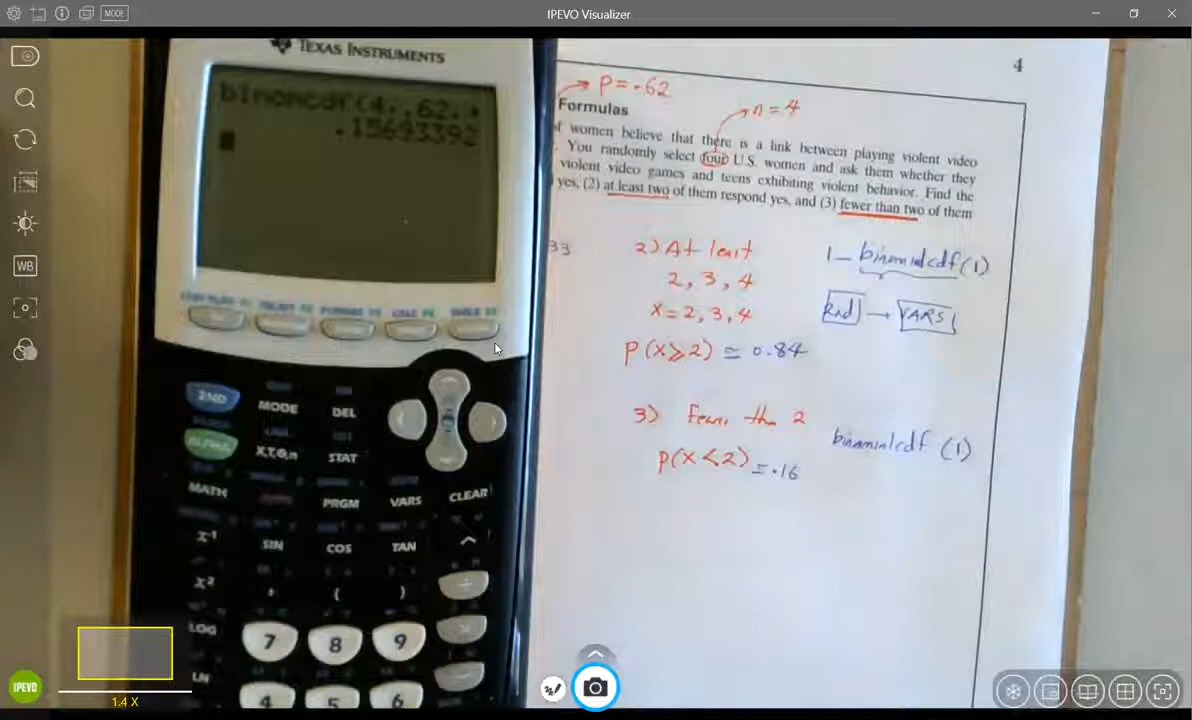 MODE
IPEVO Visualizer
WB
IPEVO
1.4 X
TEXAS INSTRUMENTS
binomcdf(4,.62,
.15693392
2ND
MODE
DEL
ALPHA
X,T,Θ,n
STAT
MATH
PRGM
VARS
CLEAR
x⁻¹
SIN
COS
TAN
x²
,
(
)
LOG
7
8
9
LN
4
5
6
4
p = .62
n = 4
Formulas
of women believe that there is a link between playing violent video
You randomly select four U.S. women and ask them whether they
violent video games and teens exhibiting violent behavior. Find the
yes, (2) at least two of them respond yes, and (3) fewer than two of them
33
2) At least
2, 3, 4
x = 2, 3, 4
P(x≥2) ≅ 0.84
1 - binomialcdf(1)
2nd → VARS
3) Fewer than 2
P(x<2) = .16
binomialcdf (1)